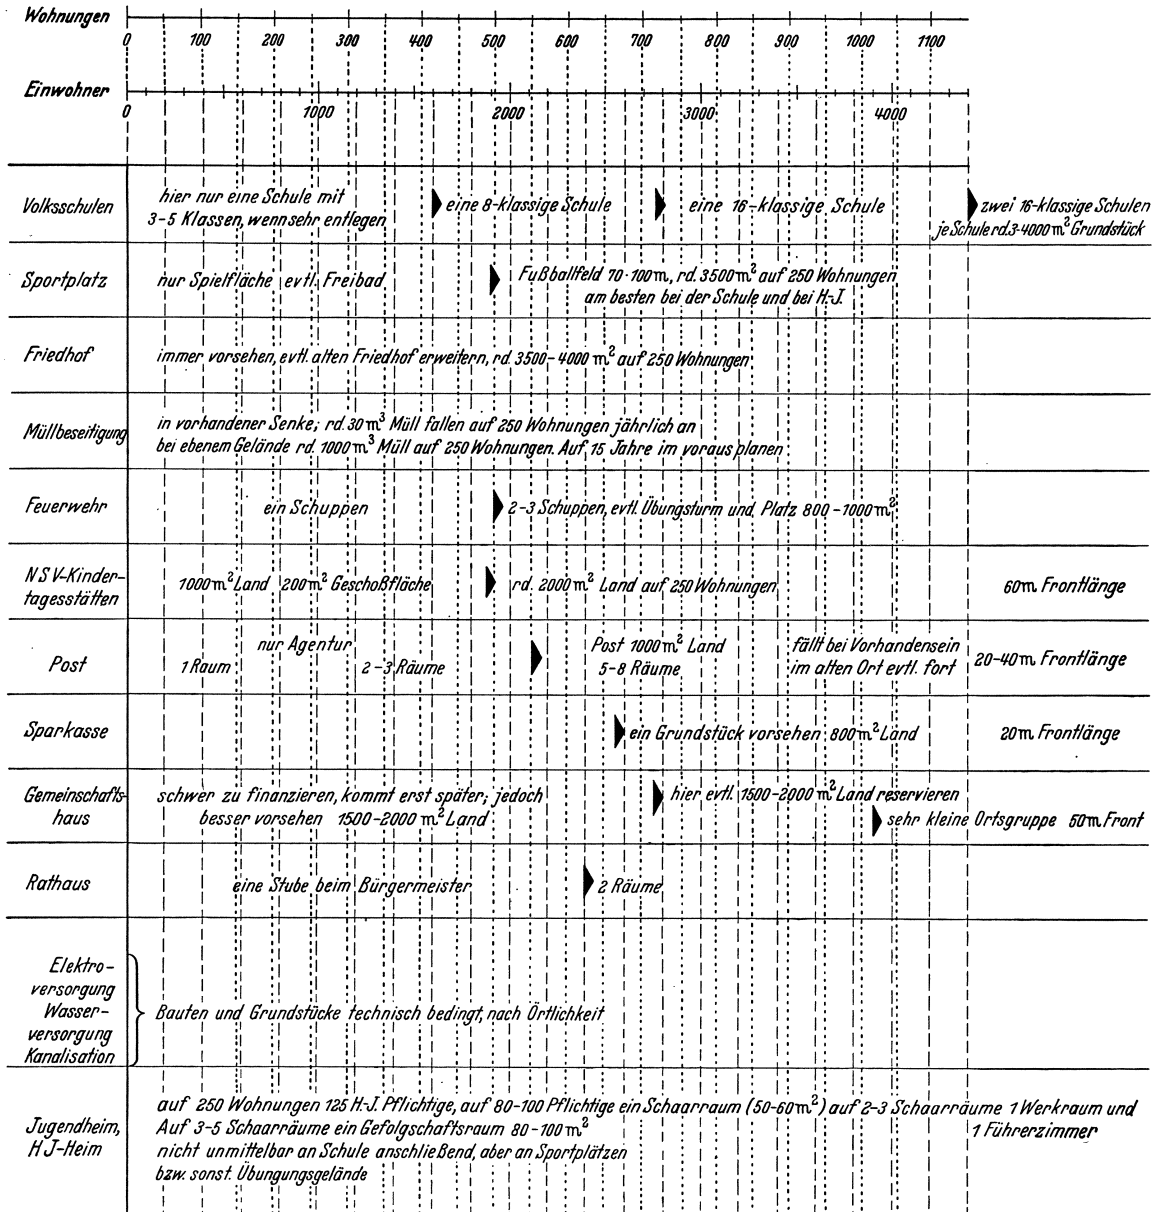 Wohnungen
0 100 200 300 400 500 600 700 800 900 1000 1100
Einwohner
0 1000 2000 3000 4000
Volksschulen
hier nur eine Schule mit
3-5 Klassen, wenn sehr entlegen
eine 8-klassige Schule
eine 16-klassige Schule
zwei 16-klassige Schulen
je Schule rd. 3-4000 m² Grundstück
Sportplatz
nur Spielfläche evtl. Freibad
Fußballfeld 70·100m, rd. 3500m² auf 250 Wohnungen
am besten bei der Schule und bei H.-J.
Friedhof
immer vorsehen, evtl. alten Friedhof erweitern, rd. 3500-4000 m² auf 250 Wohnungen
Müllbeseitigung
in vorhandener Senke; rd. 30 m³ Müll fallen auf 250 Wohnungen jährlich an
bei ebenem Gelände rd. 1000 m³ Müll auf 250 Wohnungen. Auf 15 Jahre im voraus planen
Feuerwehr
ein Schuppen
2-3 Schuppen, evtl. Übungsturm und Platz 800-1000 m²
NSV-Kinder-
tagesstätten
1000 m² Land 200 m² Geschoßfläche
rd. 2000 m² Land auf 250 Wohnungen
60m Frontlänge
Post
nur Agentur
1 Raum
2-3 Räume
Post 1000 m² Land
5-8 Räume
fällt bei Vorhandensein
im alten Ort evtl. fort
20-40m Frontlänge
Sparkasse
ein Grundstück vorsehen 800 m² Land
20m Frontlänge
Gemeinschafts-
haus
schwer zu finanzieren, kommt erst später; jedoch
besser vorsehen 1500-2000 m² Land
hier evtl. 1500-2000 m² Land reservieren
sehr kleine Ortsgruppe 50m Front
Rathaus
eine Stube beim Bürgermeister
2 Räume
Elektro-
versorgung
Wasser-
versorgung
Kanalisation
Bauten und Grundstücke technisch bedingt, nach Örtlichkeit
Jugendheim,
HJ-Heim
auf 250 Wohnungen 125 H.-J. Pflichtige, auf 80-100 Pflichtige ein Schaarraum (50-60m²) auf 2-3 Schaarräume 1 Werkraum und
1 Führerzimmer
Auf 3-5 Schaarräume ein Gefolgschaftsraum 80-100 m²
nicht unmittelbar an Schule anschließend, aber an Sportplätzen
bzw. sonst. Übungungsgelände